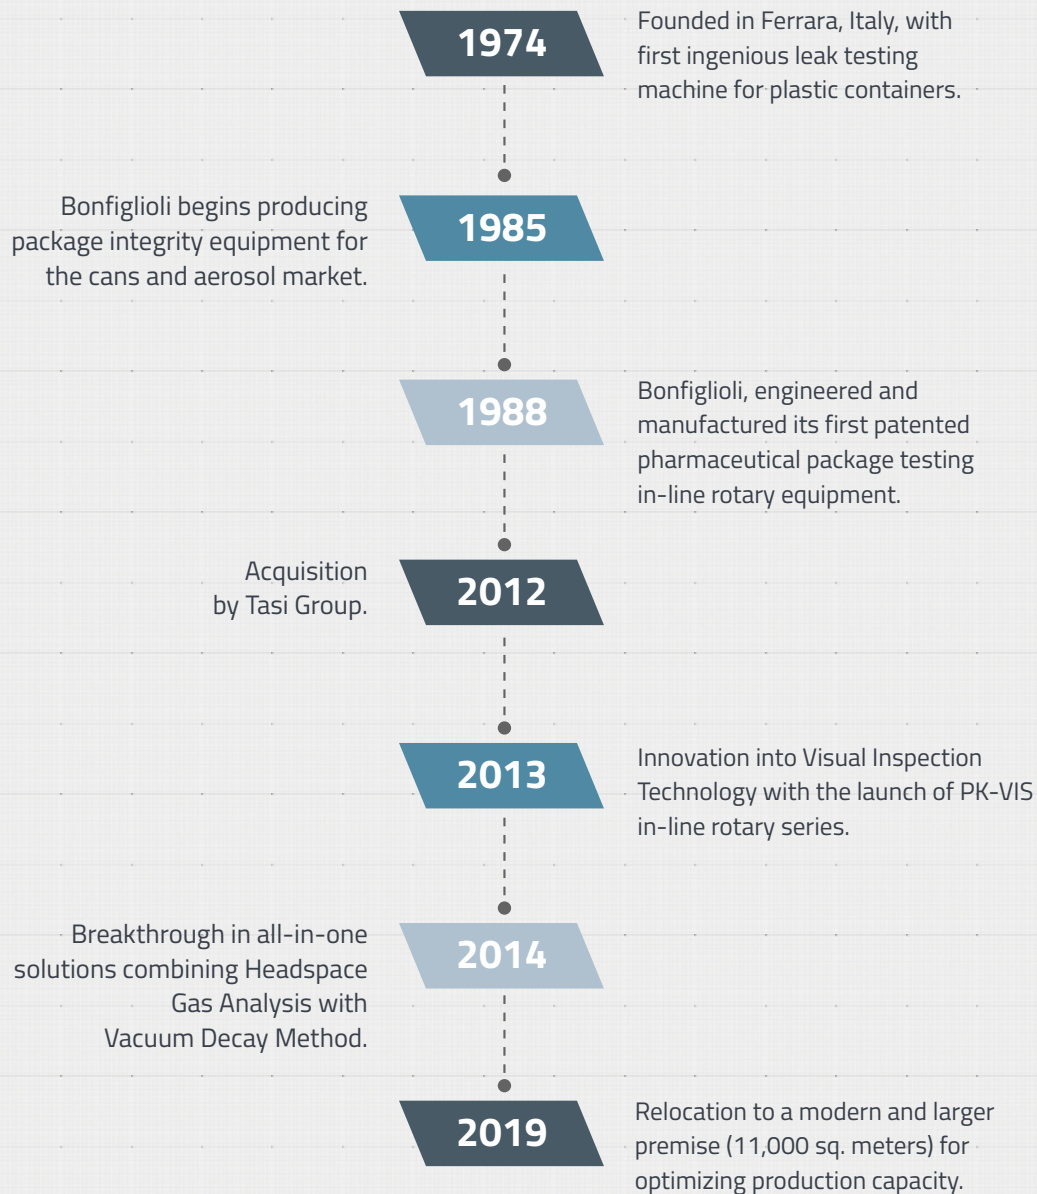 1974
Founded in Ferrara, Italy, with
first ingenious leak testing
machine for plastic containers.
Bonfiglioli begins producing
package integrity equipment for
the cans and aerosol market.
1985
1988
Bonfiglioli, engineered and
manufactured its first patented
pharmaceutical package testing
in-line rotary equipment.
Acquisition
by Tasi Group.
2012
2013
Innovation into Visual Inspection
Technology with the launch of PK-VIS
in-line rotary series.
Breakthrough in all-in-one
solutions combining Headspace
Gas Analysis with
Vacuum Decay Method.
2014
2019
Relocation to a modern and larger
premise (11,000 sq. meters) for
optimizing production capacity.